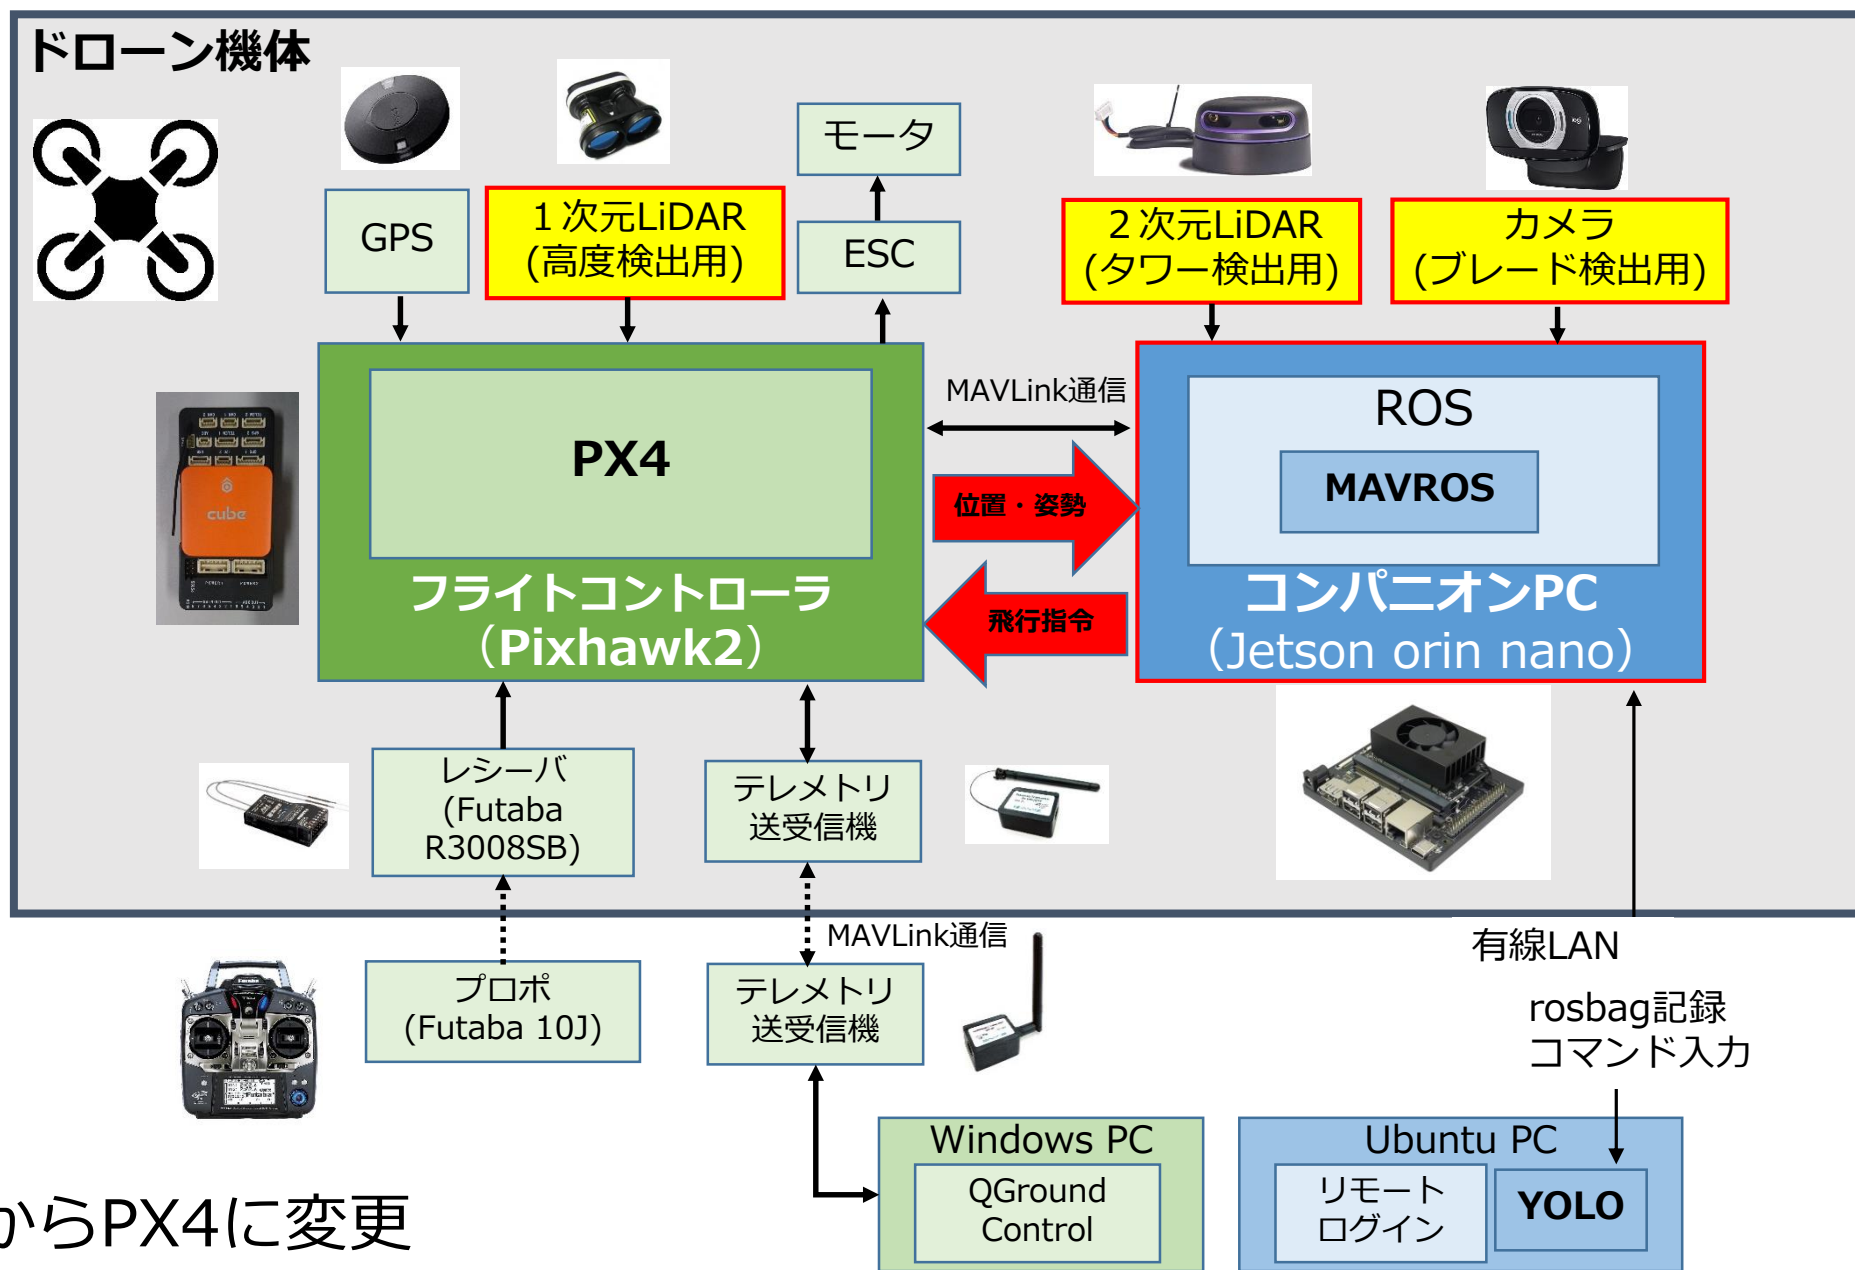 ドローン機体
モータ
GPS
１次元LiDAR
(高度検出用)
ESC
２次元LiDAR
(タワー検出用)
カメラ
(ブレード検出用)
MAVLink通信
PX4
ROS
MAVROS
cube
位置・姿勢
飛行指令
フライトコントローラ
（Pixhawk2）
コンパニオンPC
（Jetson orin nano）
レシーバ
(Futaba
R3008SB)
テレメトリ
送受信機
MAVLink通信
有線LAN
プロポ
(Futaba 10J)
テレメトリ
送受信機
rosbag記録
コマンド入力
Windows PC
QGround
Control
Ubuntu PC
リモート
ログイン
YOLO
からPX4に変更